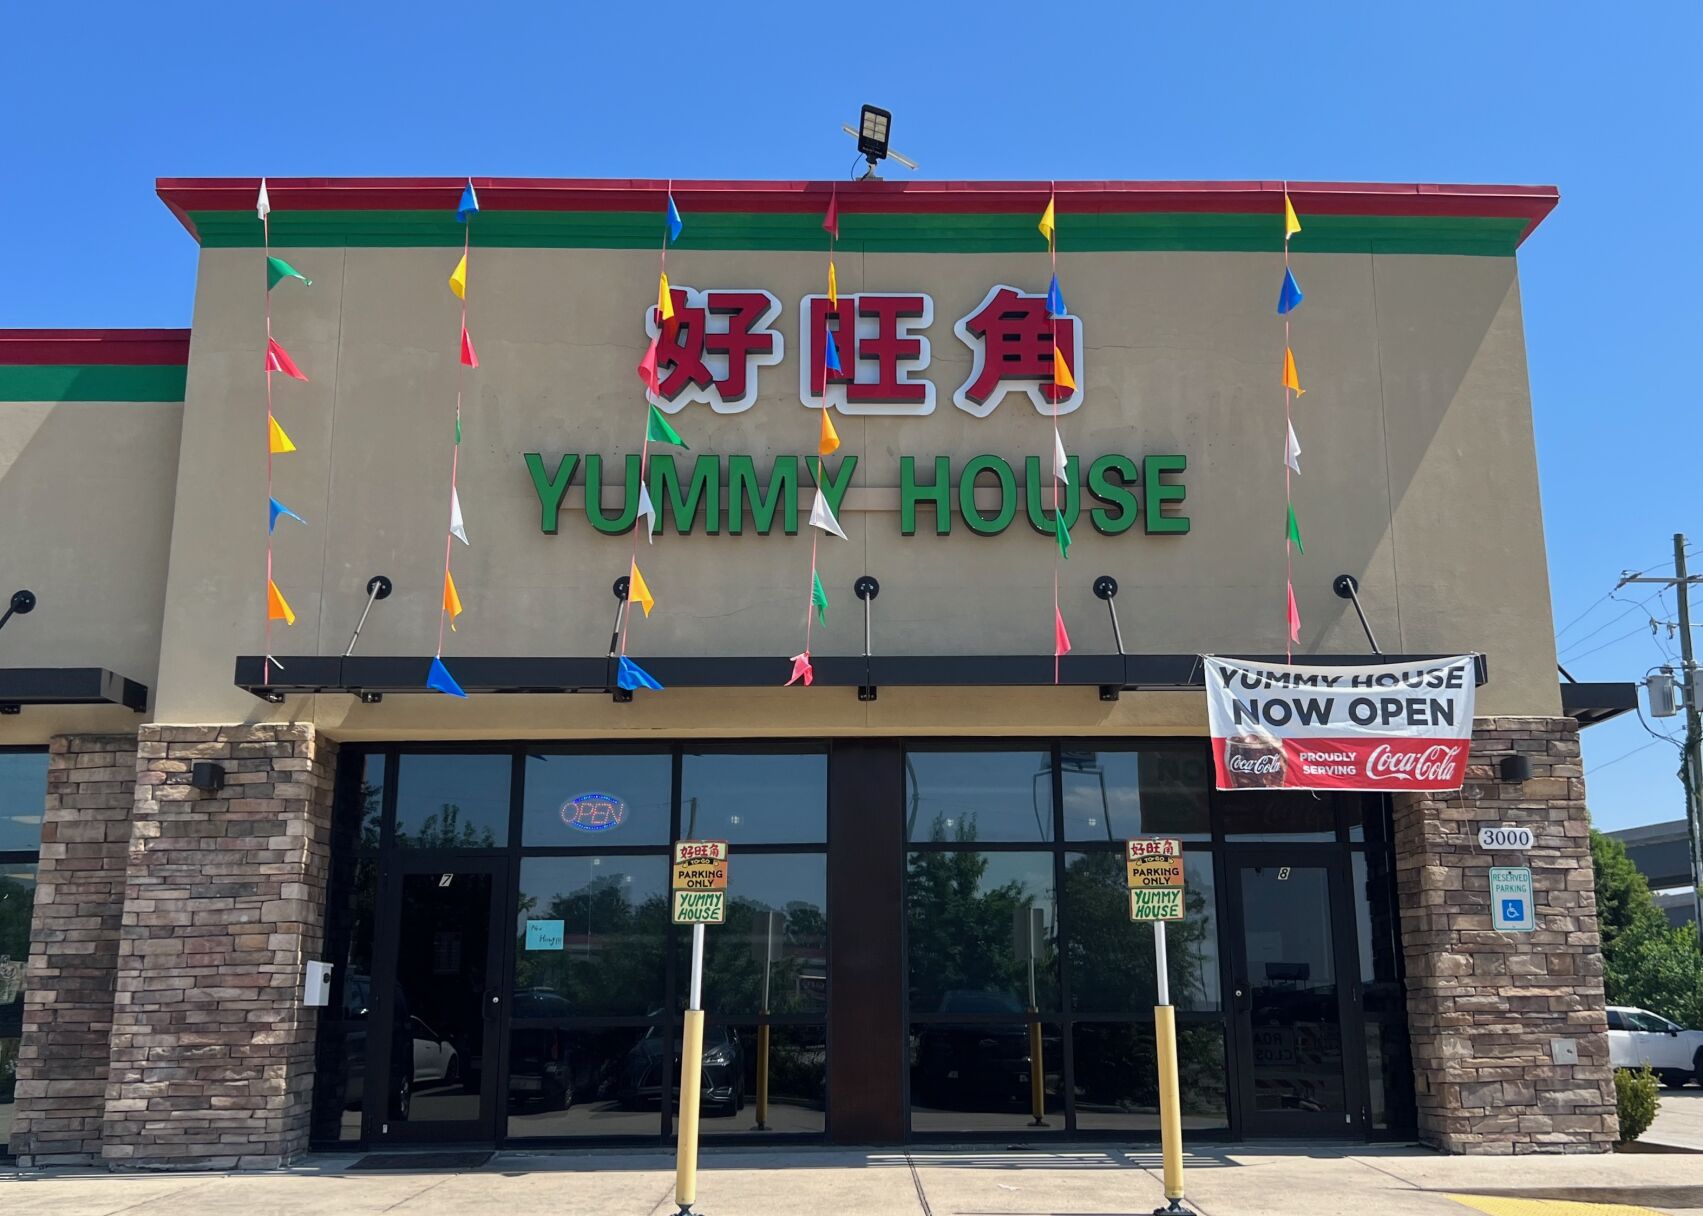 好旺角
YUMMY HOUSE
YUMMY HOUSE
NOW OPEN
Coca-Cola
PROUDLY
SERVING
Coca-Cola
OPEN
7
8
好旺角
TO-GO
PARKING
ONLY
YUMMY
HOUSE
好旺角
TO-GO
PARKING
ONLY
YUMMY
HOUSE
Now
Hiring!!!
3000
RESERVED
PARKING